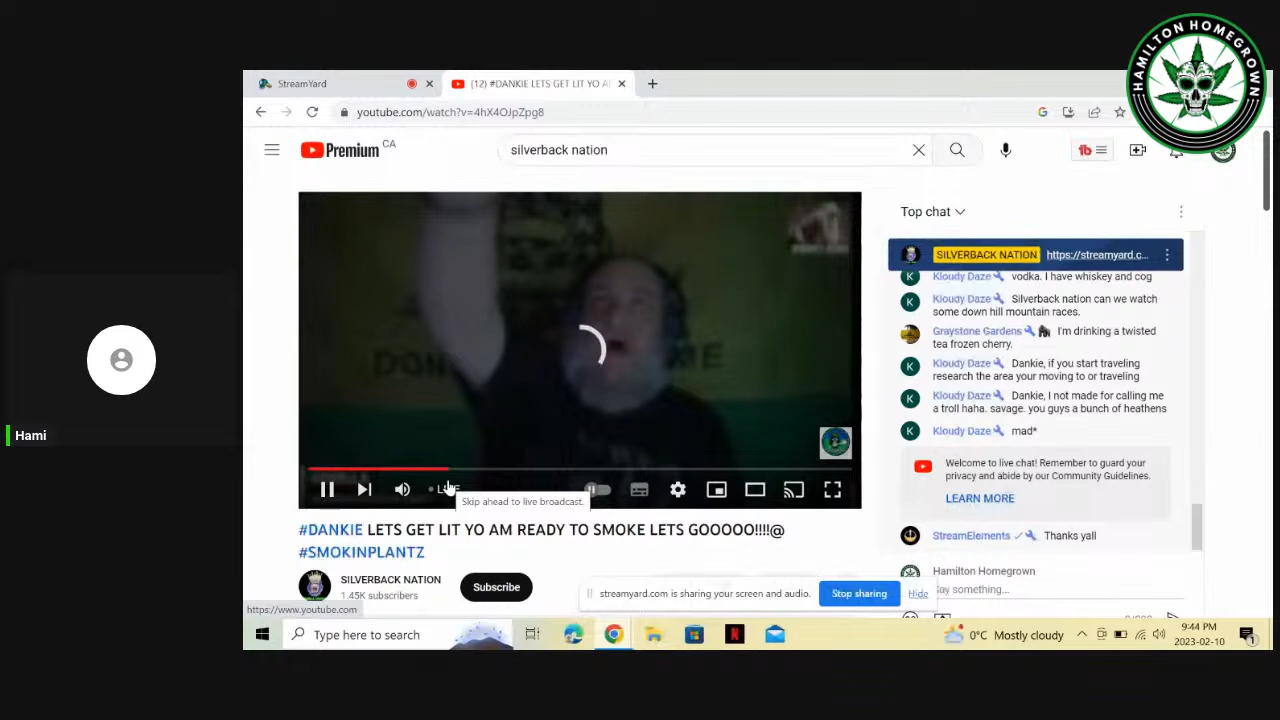 HAMILTON HOMEGROWN
StreamYard
(12) #DANKIE LETS GET LIT YO AM
youtube.com/watch?v=4hX4OJpZpg8
Premium CA
silverback nation
tb
Top chat
SILVERBACK NATION https://streamyard.c...
Kloudy Daze vodka. I have whiskey and cog
Kloudy Daze Silverback nation can we watch
some down hill mountain races.
Graystone Gardens I'm drinking a twisted
tea frozen cherry.
Kloudy Daze Dankie, if you start traveling
research the area your moving to or traveling
Kloudy Daze Dankie, I not made for calling me
a troll haha. savage. you guys a bunch of heathens
Kloudy Daze mad*
Welcome to live chat! Remember to guard your
privacy and abide by our Community Guidelines.
LEARN MORE
StreamElements Thanks yall
Hamilton Homegrown
Say something...
Hami
LIVE
Skip ahead to live broadcast.
#DANKIE LETS GET LIT YO AM READY TO SMOKE LETS GOOOOO!!!!@
#SMOKINPLANTZ
SILVERBACK NATION
1.45K subscribers
Subscribe
streamyard.com is sharing your screen and audio.
Stop sharing
Hide
https://www.youtube.com
Type here to search
N
0°C Mostly cloudy
9:44 PM
2023-02-10
1